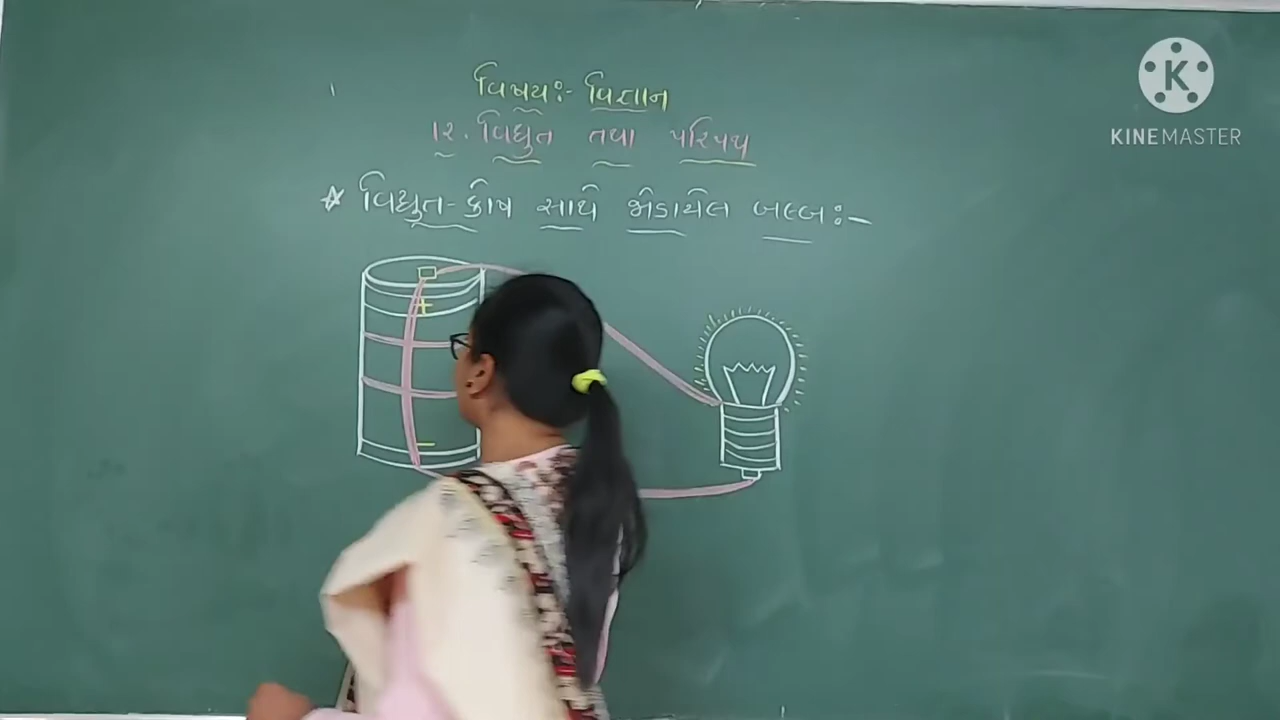 વિષય:- વિજ્ઞાન
૧૨. વિદ્યુત તથા પરિપથ
☆ વિદ્યુત-કોષ સાથે જોડાયેલ બલ્બ:-
+
-
K
KINEMASTER